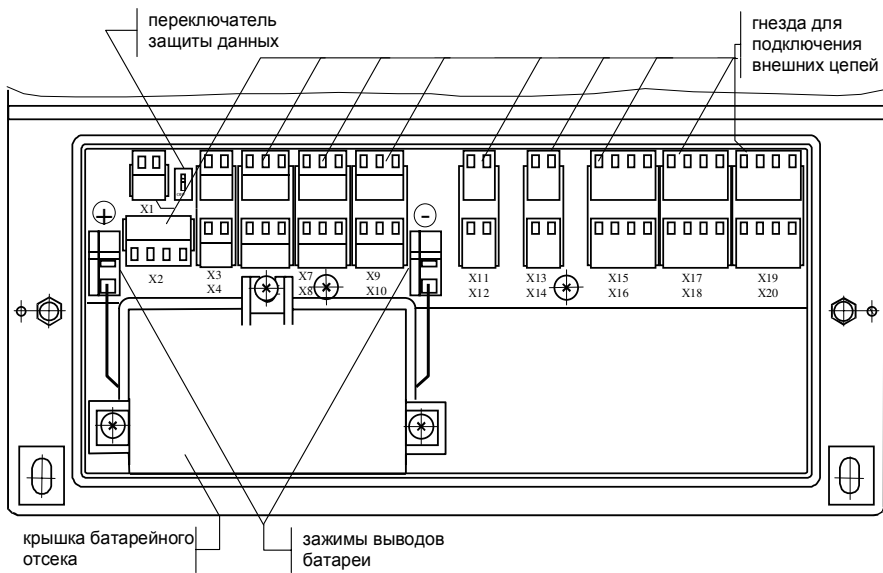 переключатель
защиты данных
гнезда для
подключения
внешних цепей
X1
+
-
X2
X3
X4
X7
X8
X9
X10
X11
X12
X13
X14
X15
X16
X17
X18
X19
X20
крышка батарейного
отсека
зажимы выводов
батареи